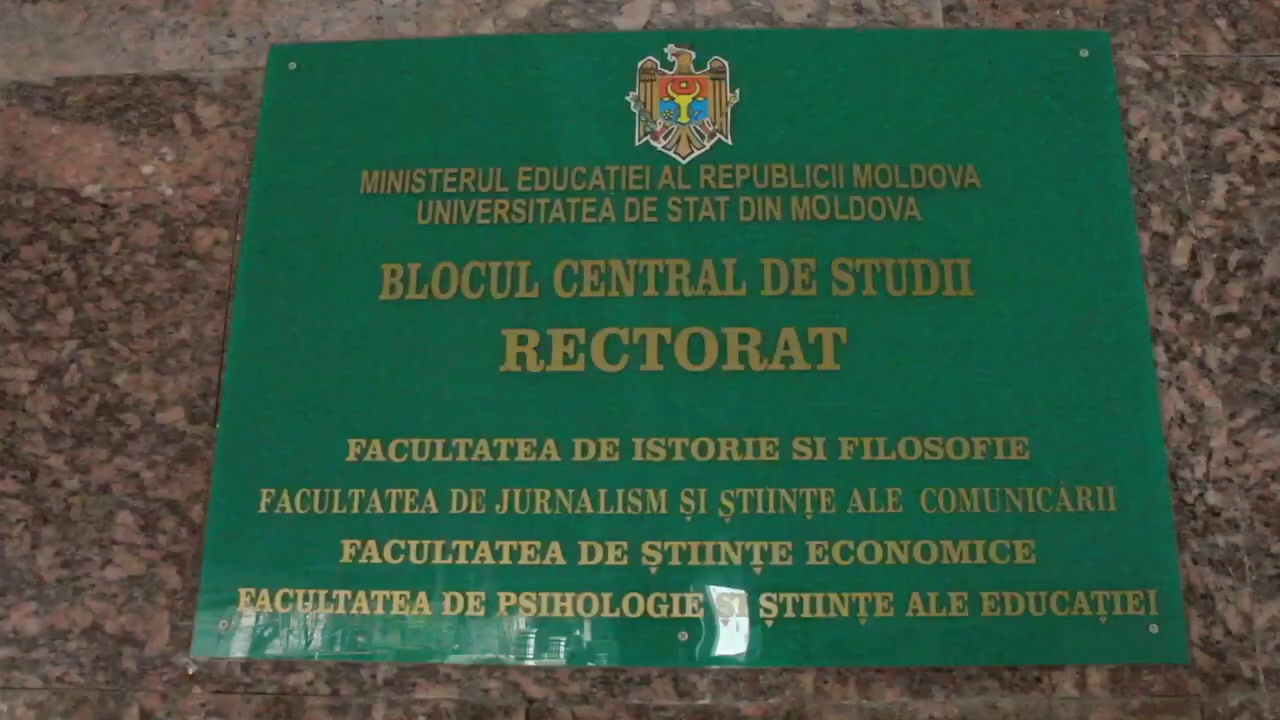 MINISTERUL EDUCAȚIEI AL REPUBLICII MOLDOVA
UNIVERSITATEA DE STAT DIN MOLDOVA
BLOCUL CENTRAL DE STUDII
RECTORAT
FACULTATEA DE ISTORIE SI FILOSOFIE
FACULTATEA DE JURNALISM ȘI ȘTIINȚE ALE COMUNICĂRII
FACULTATEA DE ȘTIINȚE ECONOMICE
FACULTATEA DE PSIHOLOGIE ȘI ȘTIINȚE ALE EDUCAȚIEI